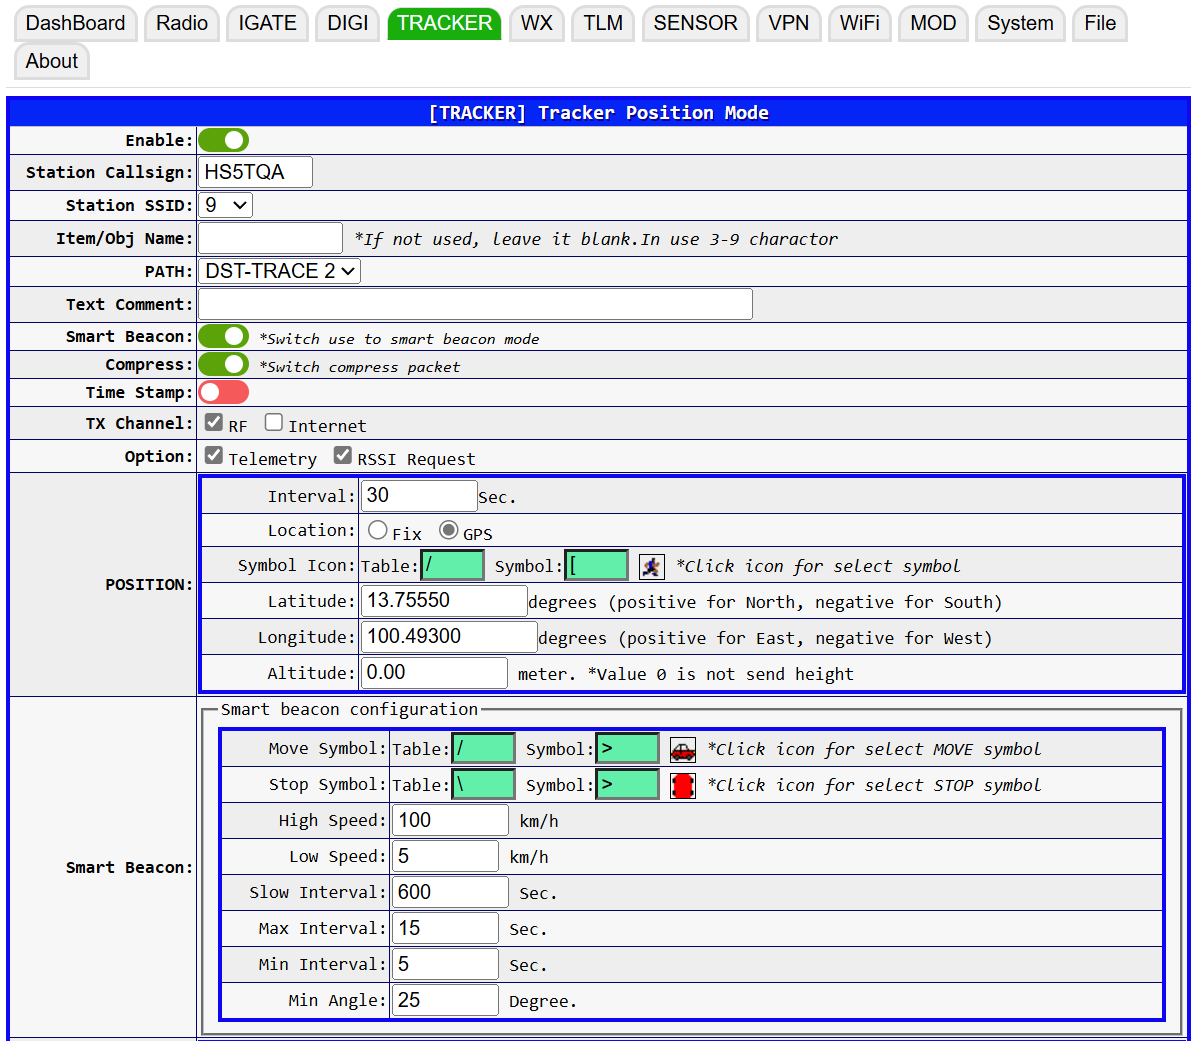 DashBoard Radio IGATE DIGI TRACKER WX TLM SENSOR VPN WiFi MOD System File
About
[TRACKER] Tracker Position Mode
Enable:
Station Callsign: HS5TQA
Station SSID: 9
Item/Obj Name: *If not used, leave it blank.In use 3-9 charactor
PATH: DST-TRACE 2
Text Comment:
Smart Beacon: *Switch use to smart beacon mode
Compress: *Switch compress packet
Time Stamp:
TX Channel: RF Internet
Option: Telemetry RSSI Request
POSITION:
Interval: 30 Sec.
Location: Fix GPS
Symbol Icon: Table: / Symbol: [ *Click icon for select symbol
Latitude: 13.75550 degrees (positive for North, negative for South)
Longitude: 100.49300 degrees (positive for East, negative for West)
Altitude: 0.00 meter. *Value 0 is not send height
Smart Beacon:
Smart beacon configuration
Move Symbol: Table: / Symbol: > *Click icon for select MOVE symbol
Stop Symbol: Table: \ Symbol: > *Click icon for select STOP symbol
High Speed: 100 km/h
Low Speed: 5 km/h
Slow Interval: 600 Sec.
Max Interval: 15 Sec.
Min Interval: 5 Sec.
Min Angle: 25 Degree.